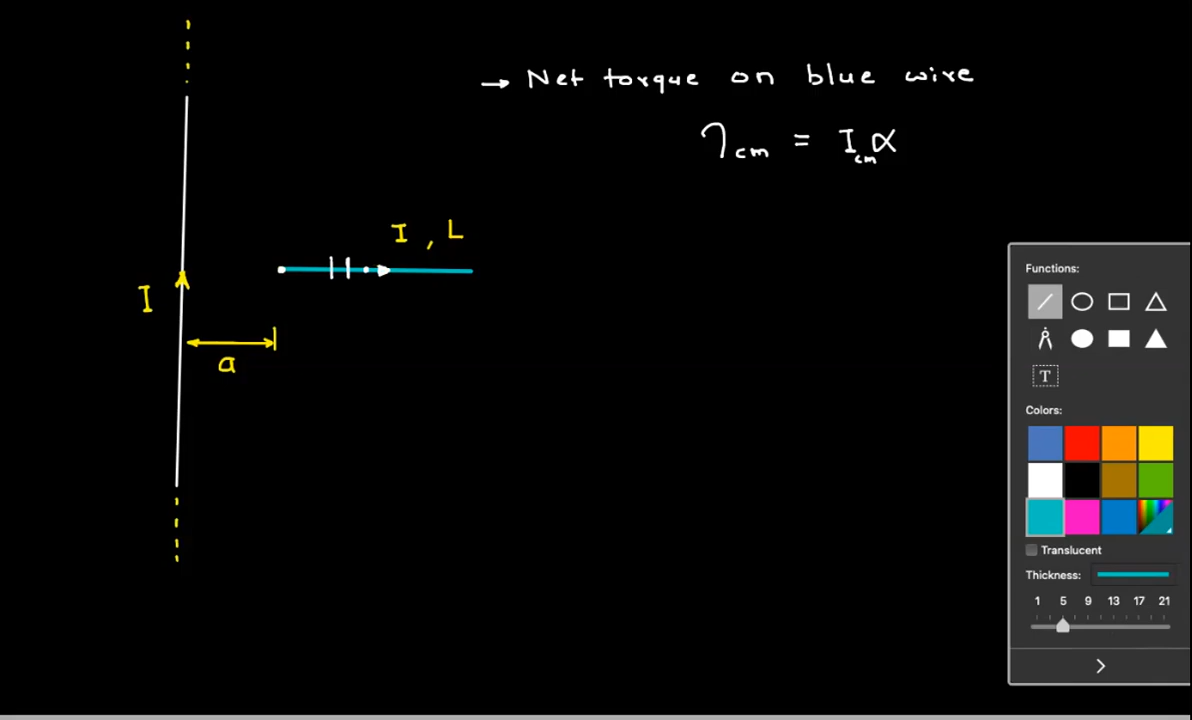 → Net torque on blue wire
τcm = Icm α
I , L
I
a
Functions:
T
Colors:
Translucent
Thickness:
1 5 9 13 17 21